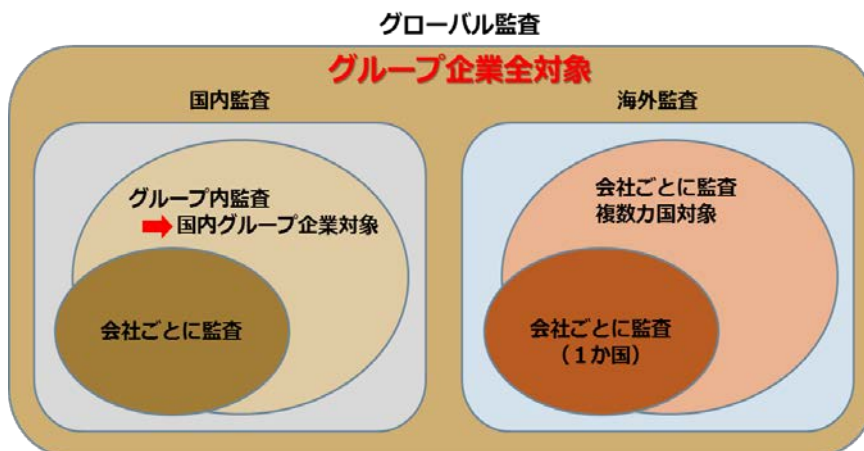 グローバル監査
グループ企業全対象
国内監査
グループ内監査
国内グループ企業対象
会社ごとに監査
海外監査
会社ごとに監査
複数カ国対象
会社ごとに監査
（１か国）